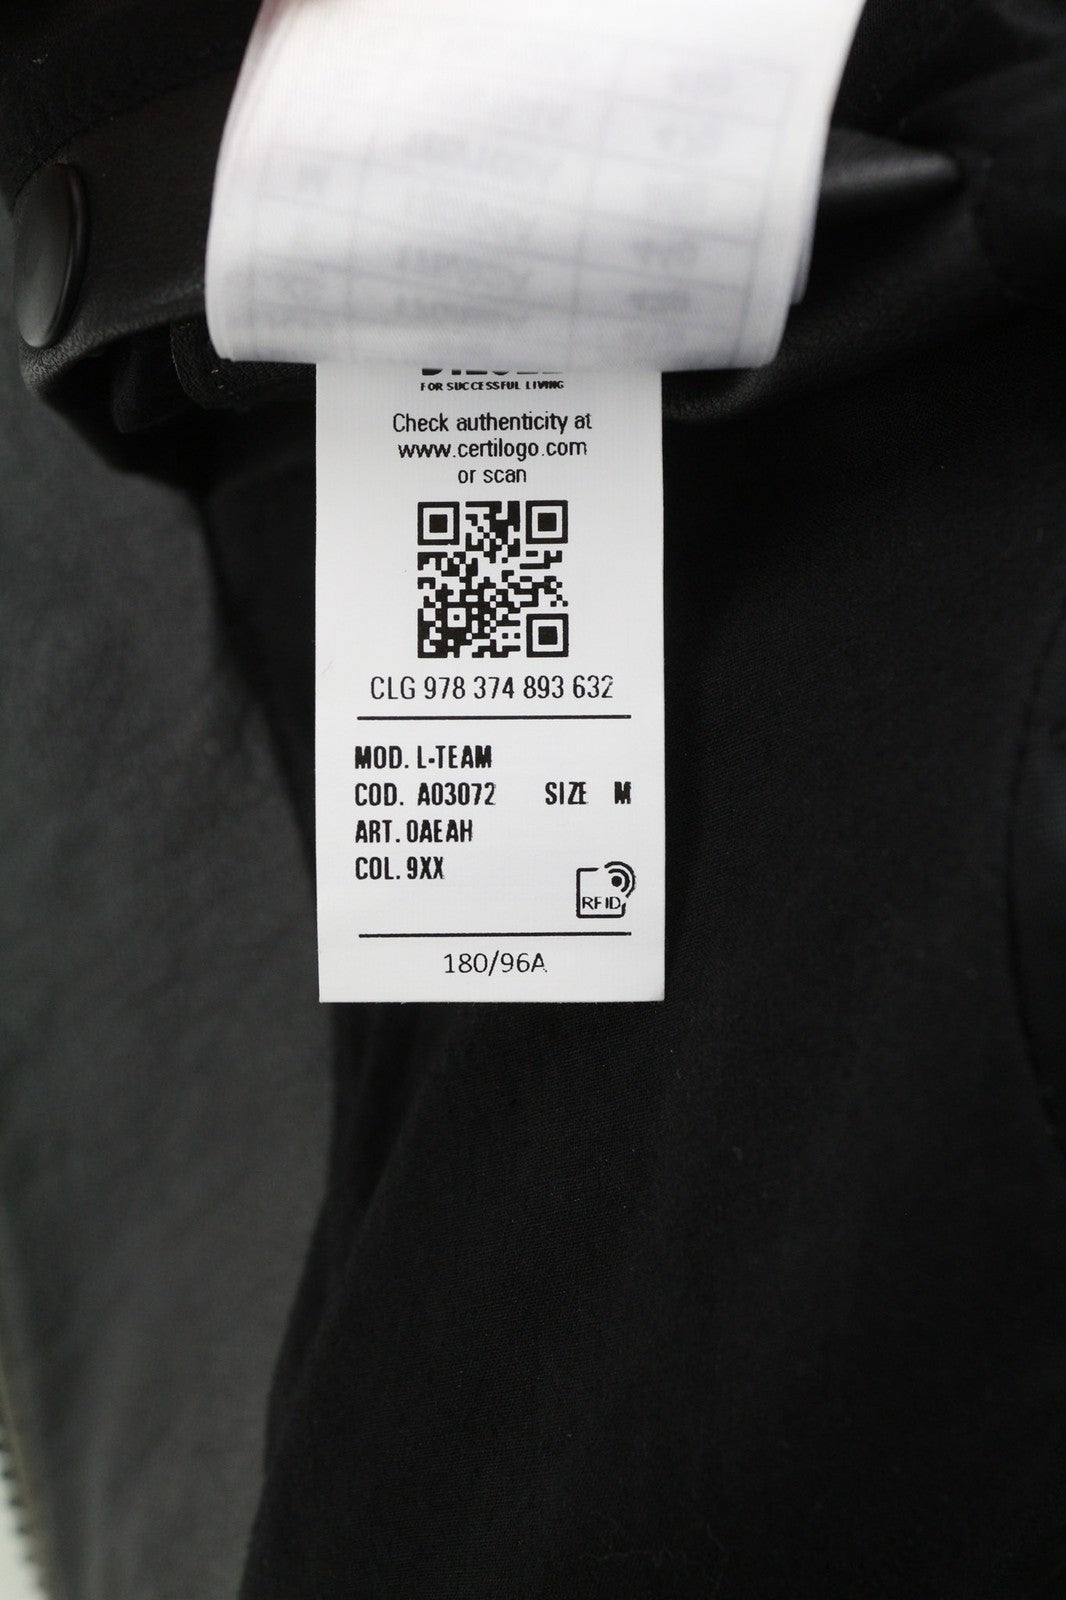 FOR SUCCESSFUL LIVING
Check authenticity at
www.certilogo.com
or scan
CLG 978 374 893 632
MOD. L-TEAM
COD. A03072 SIZE M
ART. 0AEAH
COL. 9XX
RFID
180/96A